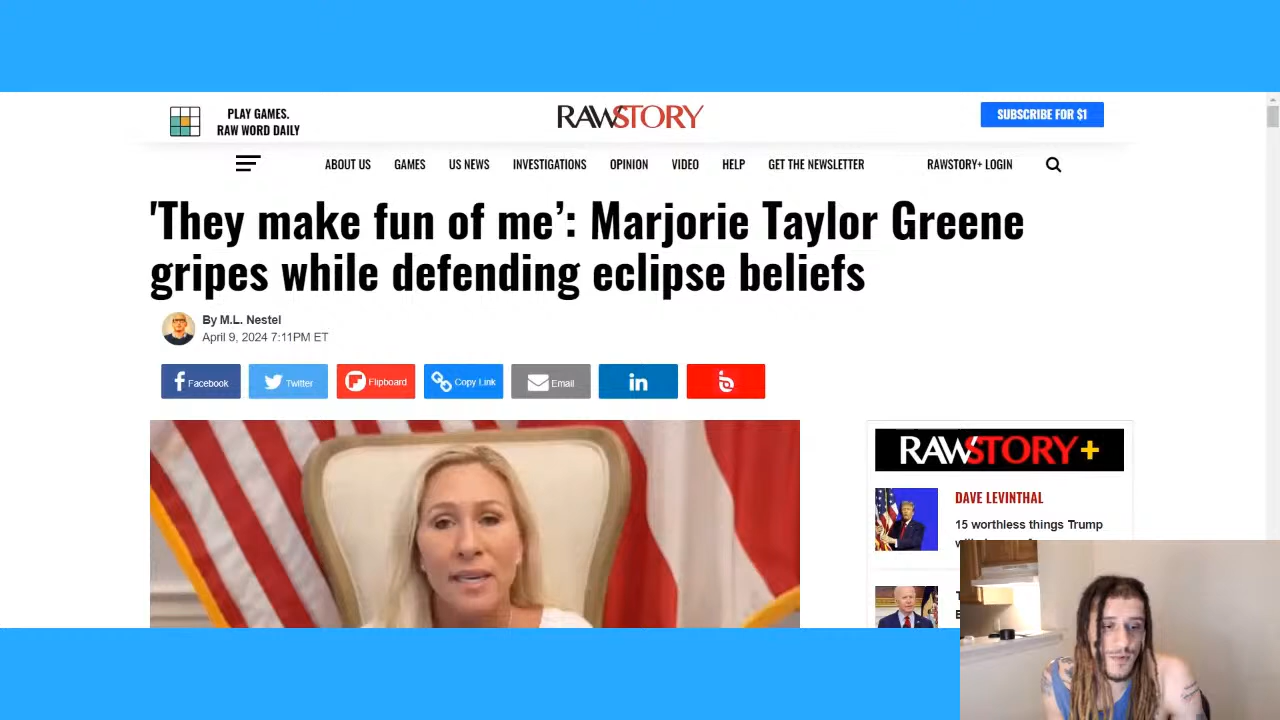 PLAY GAMES.
RAW WORD DAILY
RAWSTORY
SUBSCRIBE FOR $1
ABOUT US GAMES US NEWS INVESTIGATIONS OPINION VIDEO HELP GET THE NEWSLETTER RAWSTORY+ LOGIN
'They make fun of me’: Marjorie Taylor Greene
gripes while defending eclipse beliefs
By M.L. Nestel
April 9, 2024 7:11PM ET
Facebook Twitter Flipboard Copy Link Email in
RAWSTORY+
DAVE LEVINTHAL
15 worthless things Trump